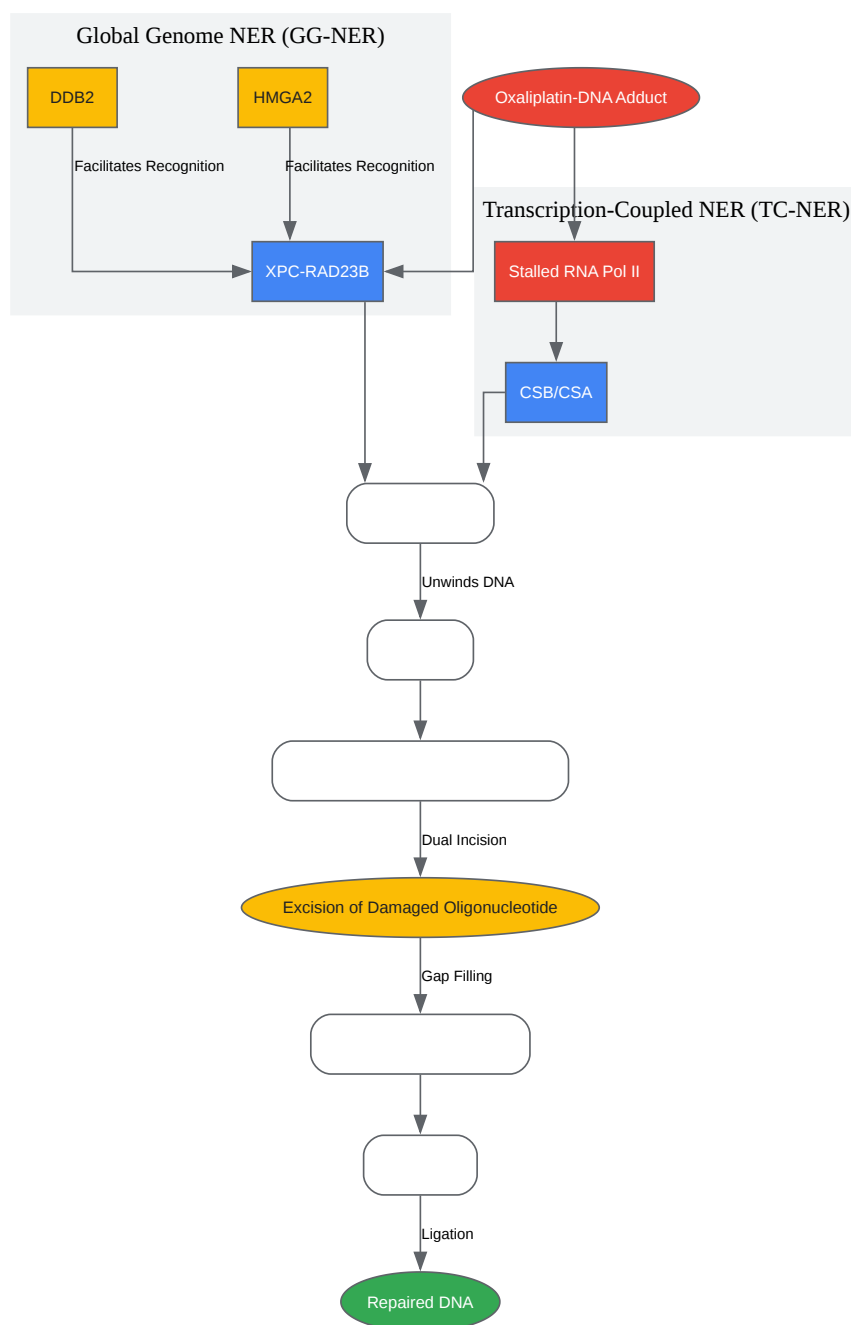 Global Genome NER (GG-NER)
DDB2
HMGA2
Oxaliplatin-DNA Adduct
Facilitates Recognition
Facilitates Recognition
Transcription-Coupled NER (TC-NER)
XPC-RAD23B
Stalled RNA Pol II
CSB/CSA
Unwinds DNA
Dual Incision
Excision of Damaged Oligonucleotide
Gap Filling
Ligation
Repaired DNA